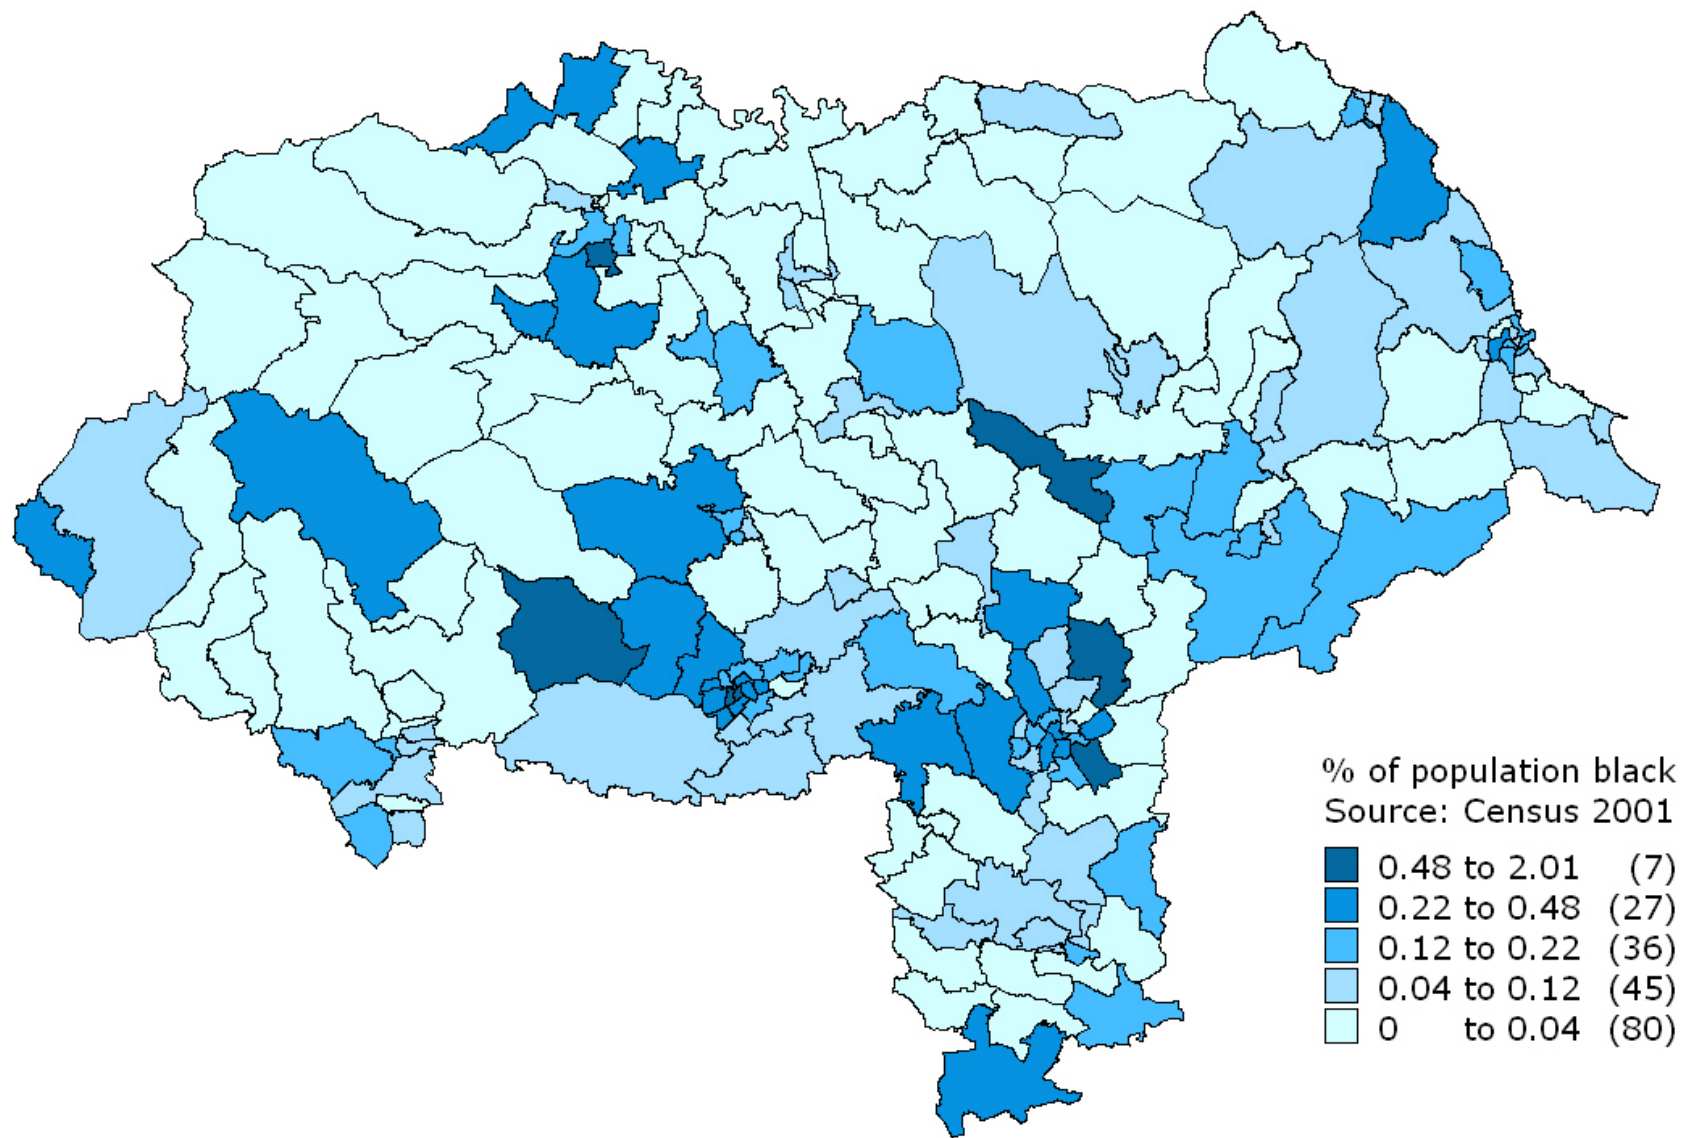 % of population black
Source: Census 2001
0.48 to 2.01 (7)
0.22 to 0.48 (27)
0.12 to 0.22 (36)
0.04 to 0.12 (45)
0 to 0.04 (80)